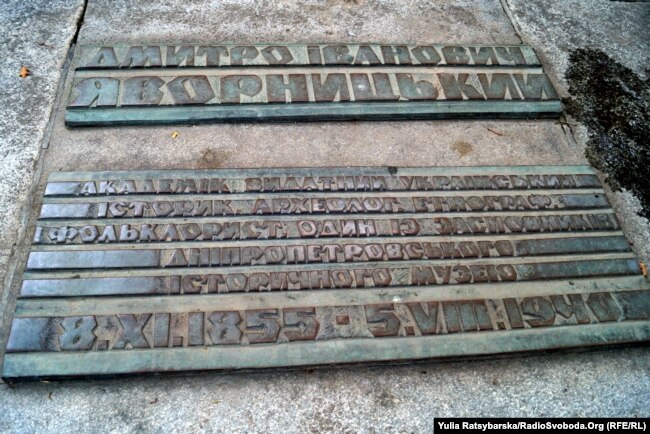 ДМИТРО ІВАНОВИЧ
ЯВОРНИЦЬКИЙ
АКАДЕМІК. ВИДАТНИЙ УКРАЇНСЬКИЙ
ІСТОРИК. АРХЕОЛОГ. ЕТНОГРАФ.
ФОЛЬКЛОРИСТ. ОДИН ІЗ ЗАСНОВНИКІВ
ДНІПРОПЕТРОВСЬКОГО
ІСТОРИЧНОГО МУЗЕЮ
8.XI.1855 - 5.VIII.1940
Yulia Ratsybarska/RadioSvoboda.Org (RFE/RL)